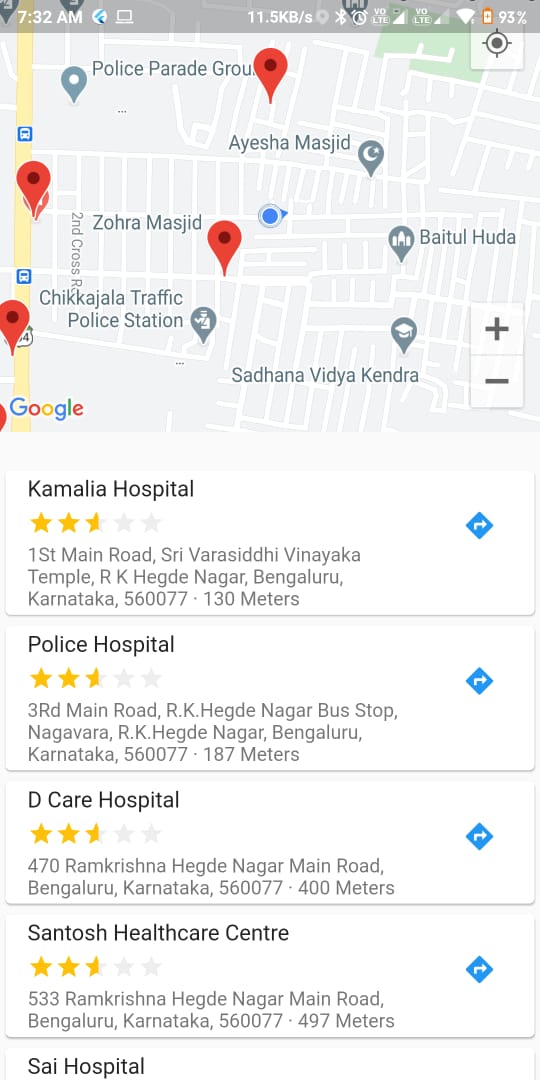 7:32 AM 11.5KB/s VO LTE VO LTE 93%
Police Parade Grou
...
Ayesha Masjid
2nd Cross R
Zohra Masjid
Baitul Huda
Chikkajala Traffic
Police Station
4
+
...
Sadhana Vidya Kendra
−
Google
Kamalia Hospital
1St Main Road, Sri Varasiddhi Vinayaka
Temple, R K Hegde Nagar, Bengaluru,
Karnataka, 560077 · 130 Meters
Police Hospital
3Rd Main Road, R.K.Hegde Nagar Bus Stop,
Nagavara, R.K.Hegde Nagar, Bengaluru,
Karnataka, 560077 · 187 Meters
D Care Hospital
470 Ramkrishna Hegde Nagar Main Road,
Bengaluru, Karnataka, 560077 · 400 Meters
Santosh Healthcare Centre
533 Ramkrishna Hegde Nagar Main Road,
Bengaluru, Karnataka, 560077 · 497 Meters
Sai Hospital